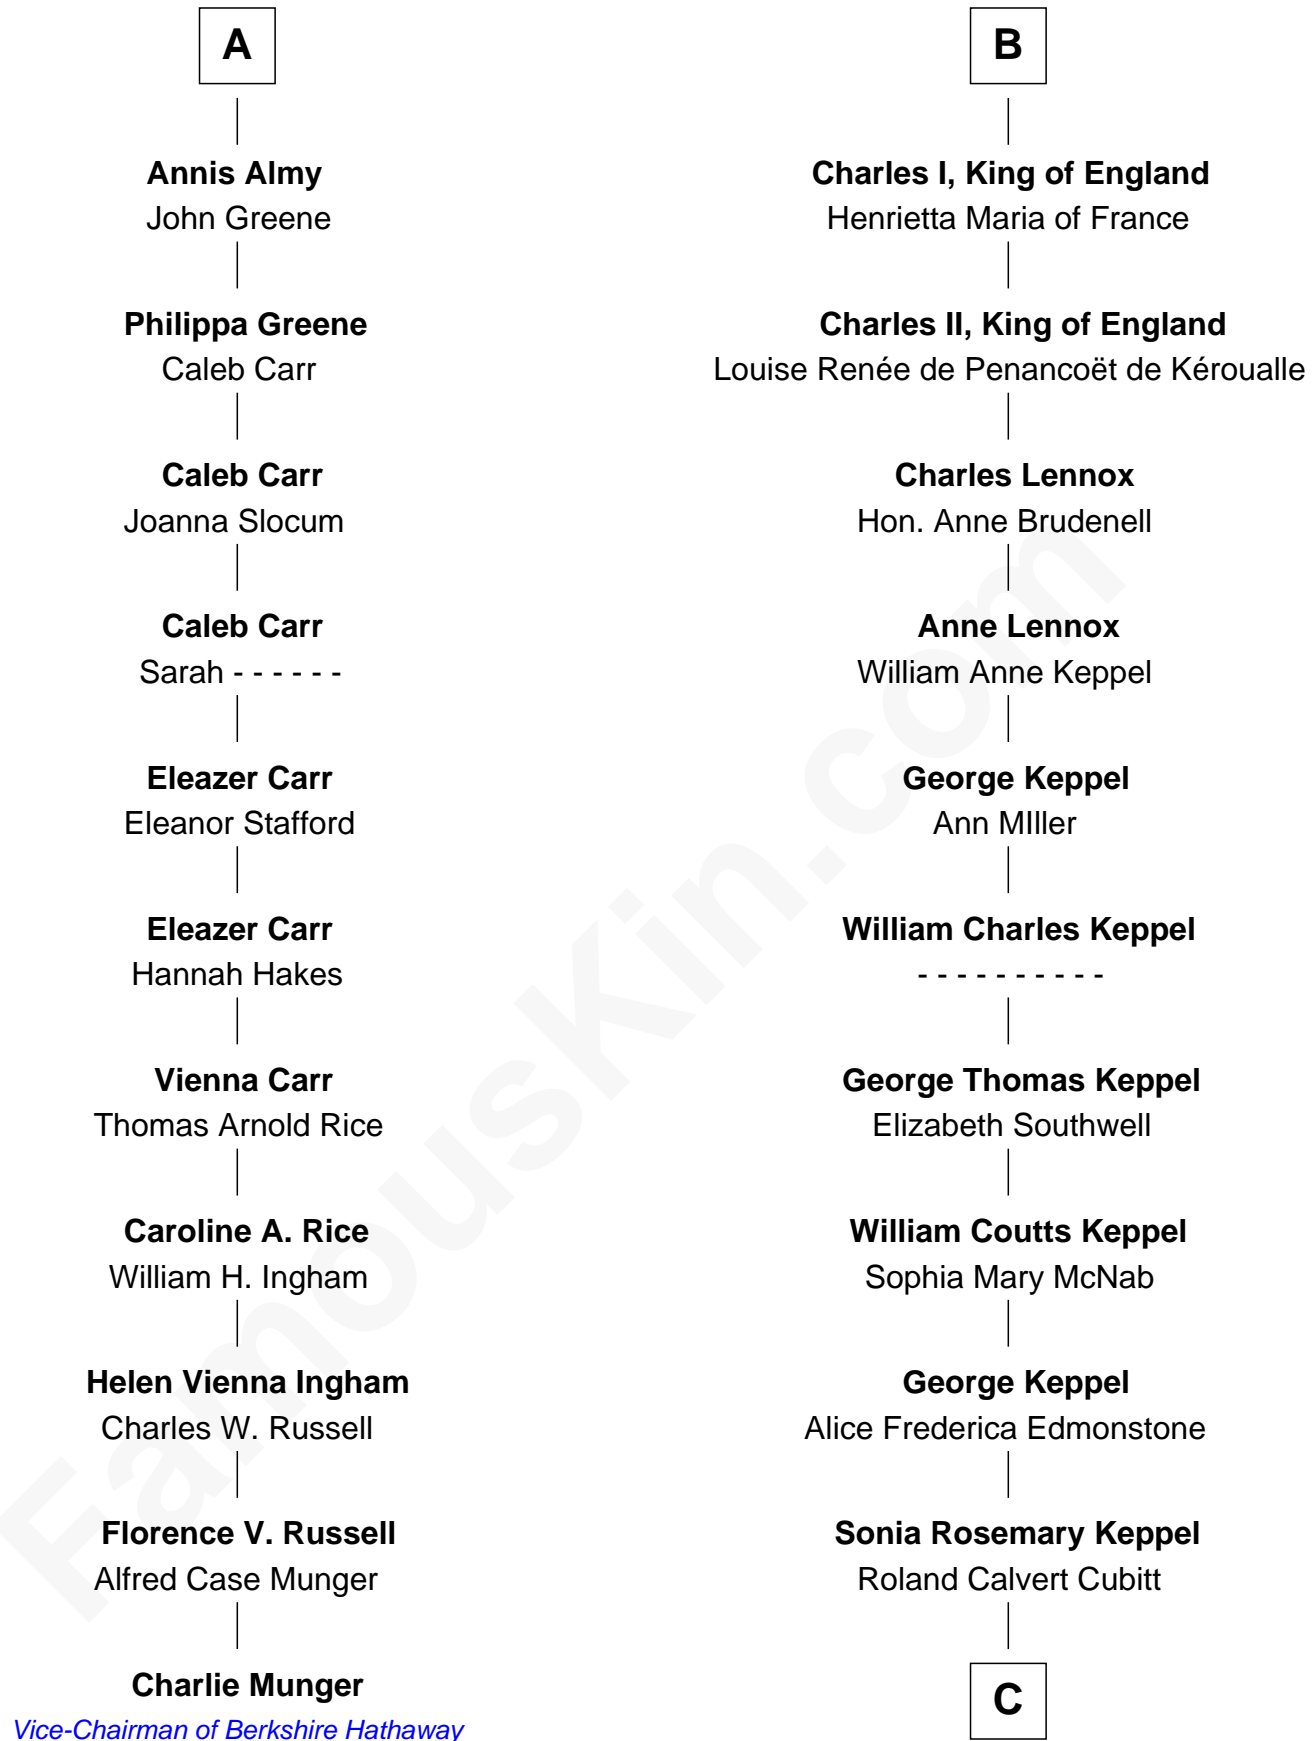 A
Annis Almy
John Greene
Philippa Greene
Caleb Carr
Caleb Carr
Joanna Slocum
Caleb Carr
Sarah - - - - - -
Eleazer Carr
Eleanor Stafford
Eleazer Carr
Hannah Hakes
Vienna Carr
Thomas Arnold Rice
Caroline A. Rice
William H. Ingham
Helen Vienna Ingham
Charles W. Russell
Florence V. Russell
Alfred Case Munger
Charlie Munger
Vice-Chairman of Berkshire Hathaway
B
Charles I, King of England
Henrietta Maria of France
Charles II, King of England
Louise Renée de Penancoët de Kéroualle
Charles Lennox
Hon. Anne Brudenell
Anne Lennox
William Anne Keppel
George Keppel
Ann MIller
William Charles Keppel
- - - - - - - - - -
George Thomas Keppel
Elizabeth Southwell
William Coutts Keppel
Sophia Mary McNab
George Keppel
Alice Frederica Edmonstone
Sonia Rosemary Keppel
Roland Calvert Cubitt
C
FamousKin.com